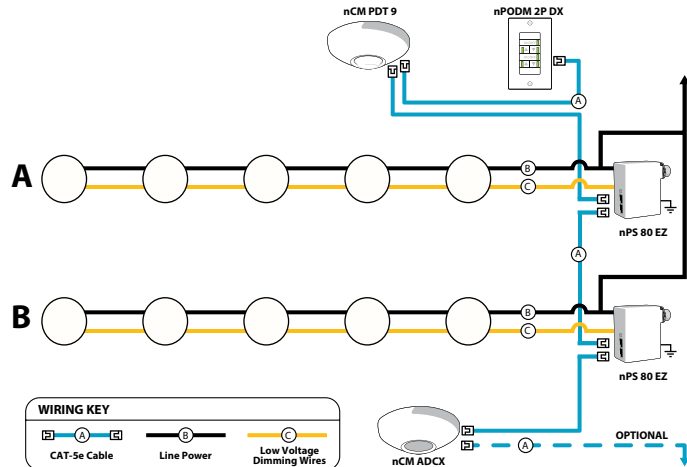 nCM PDT 9
nPODM 2P DX
A
A
B
C
nPS 80 EZ
A
B
B
C
nPS 80 EZ
WIRING KEY
A
B
C
CAT-5e Cable
Line Power
Low Voltage
Dimming Wires
nCM ADCX
A
OPTIONAL